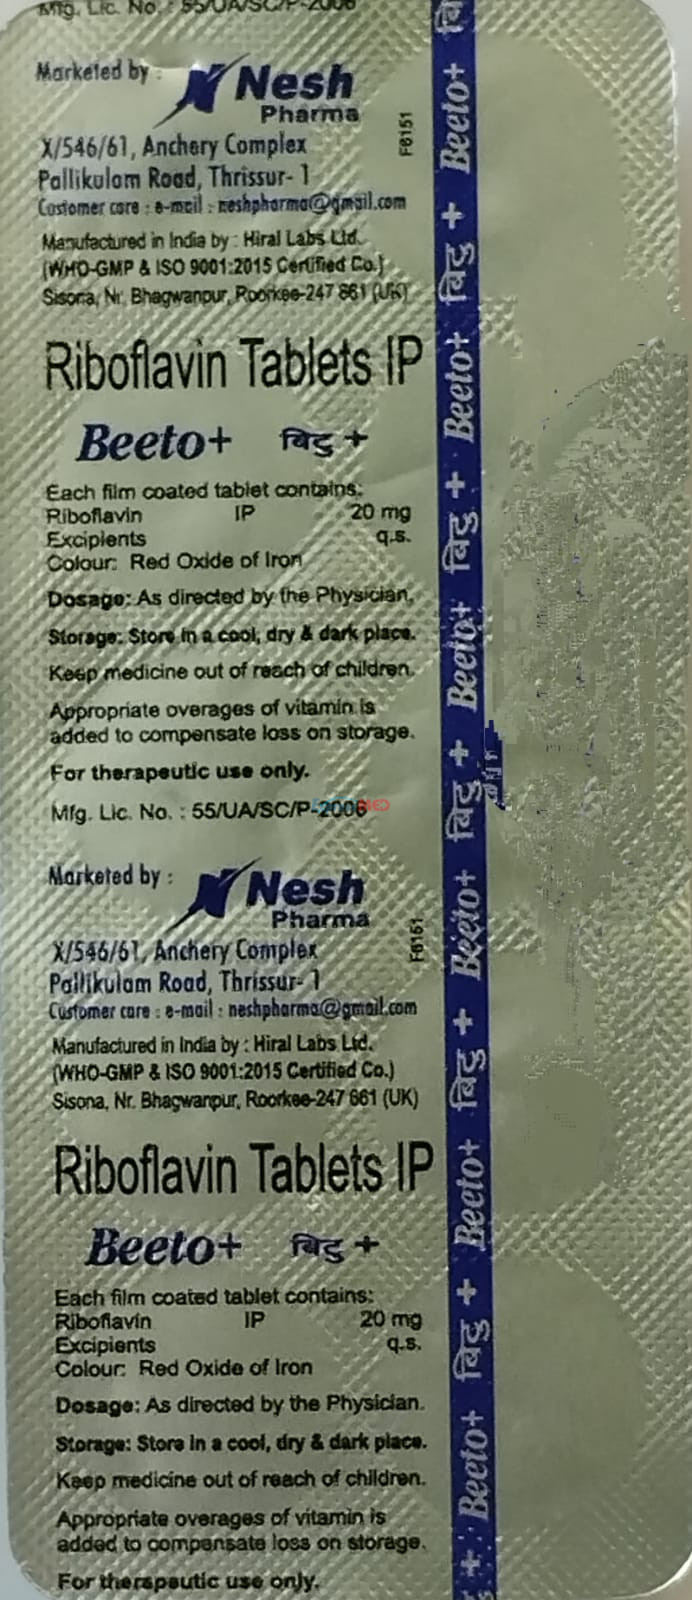 Mfg. Lic. No. : 55/UA/SC/P-2006
Marketed by :
Nesh
Pharma
X/546/61, Anchery Complex
Pallikulam Road, Thrissur- 1
Customer care : e-mail : neshpharma@gmail.com
F6151
Manufactured in India by : Hiral Labs Ltd.
(WHO-GMP & ISO 9001:2015 Certified Co.)
Sisona, Nr. Bhagwanpur, Roorkee-247 661 (UK)
Riboflavin Tablets IP
Beeto+ बिटु +
Each film coated tablet contains:
Riboflavin IP 20 mg
Excipients q.s.
Colour: Red Oxide of Iron
Dosage: As directed by the Physician.
Storage: Store in a cool, dry & dark place.
Keep medicine out of reach of children.
Appropriate overages of vitamin is
added to compensate loss on storage.
For therapeutic use only.
Mfg. Lic. No. : 55/UA/SC/P-2006
Marketed by :
Nesh
Pharma
X/546/61, Anchery Complex
Pallikulam Road, Thrissur- 1
Customer care : e-mail : neshpharma@gmail.com
F6151
Manufactured in India by : Hiral Labs Ltd.
(WHO-GMP & ISO 9001:2015 Certified Co.)
Sisona, Nr. Bhagwanpur, Roorkee-247 661 (UK)
Riboflavin Tablets IP
Beeto+ बिटु +
Each film coated tablet contains:
Riboflavin IP 20 mg
Excipients q.s.
Colour: Red Oxide of Iron
Dosage: As directed by the Physician.
Storage: Store in a cool, dry & dark place.
Keep medicine out of reach of children.
Appropriate overages of vitamin is
added to compensate loss on storage.
For therapeutic use only.
+ Beeto+ बिटु + Beeto+ बिटु + Beeto+ बिटु + Beeto+ बिटु + Beeto+ बिटु + Beeto+